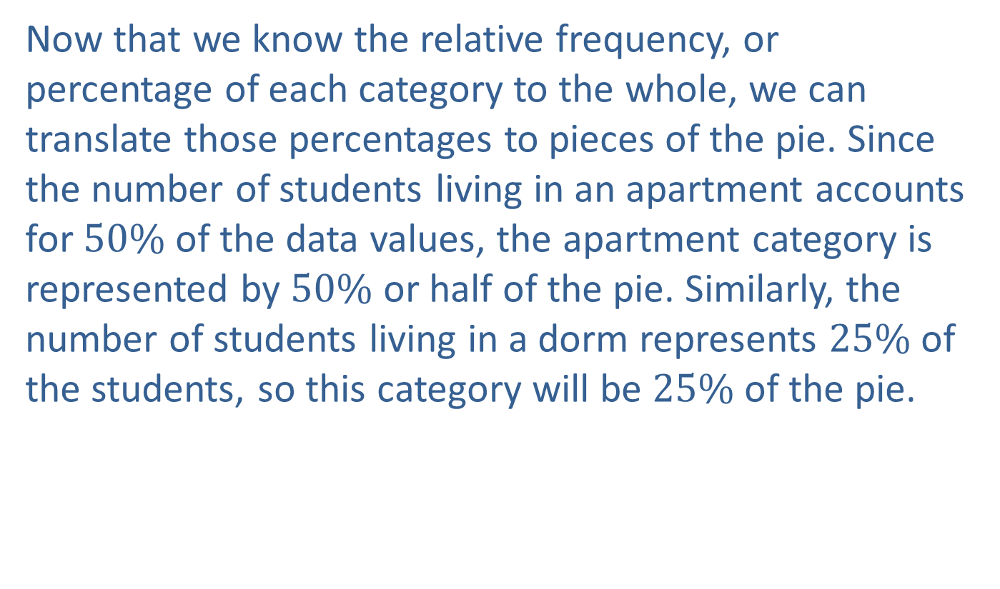 Now that we know the relative frequency, or
percentage of each category to the whole, we can
translate those percentages to pieces of the pie. Since
the number of students living in an apartment accounts
for 50% of the data values, the apartment category is
represented by 50% or half of the pie. Similarly, the
number of students living in a dorm represents 25% of
the students, so this category will be 25% of the pie.